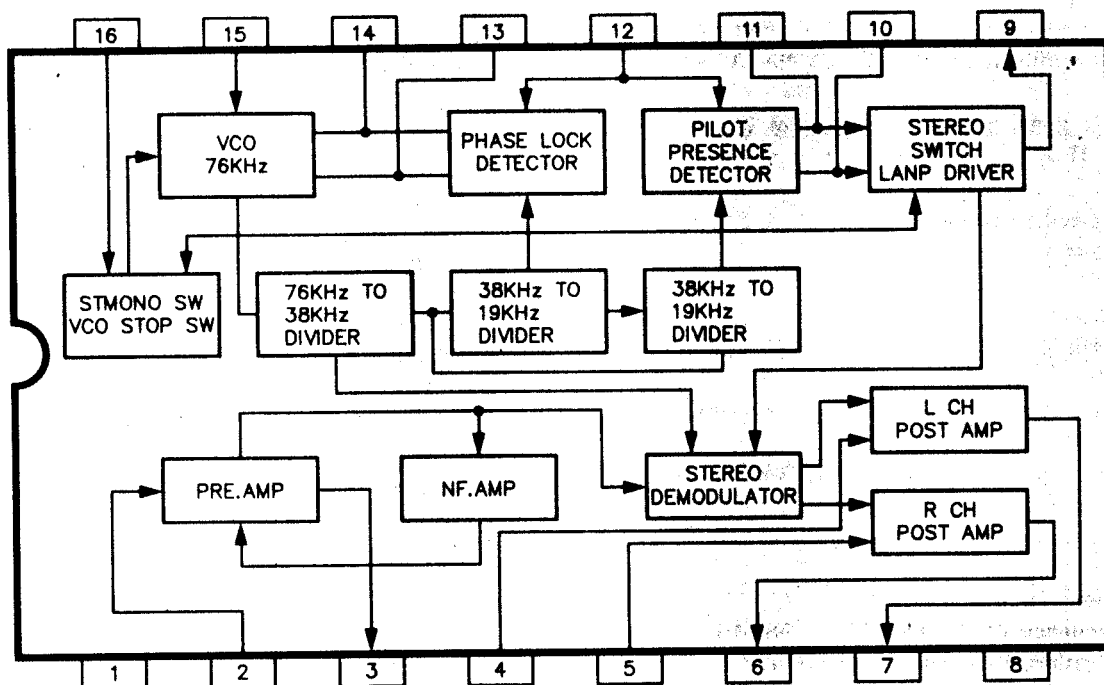 16 15 14 13 12 11 10 9
VCO
76KHz
PHASE LOCK
DETECTOR
PILOT
PRESENCE
DETECTOR
STEREO
SWITCH
LANP DRIVER
STMONO SW
VCO STOP SW
76KHz TO
38KHz
DIVIDER
38KHz TO
19KHz
DIVIDER
38KHz TO
19KHz
DIVIDER
L CH
POST AMP
PRE.AMP
NF.AMP
STEREO
DEMODULATOR
R CH
POST AMP
1 2 3 4 5 6 7 8